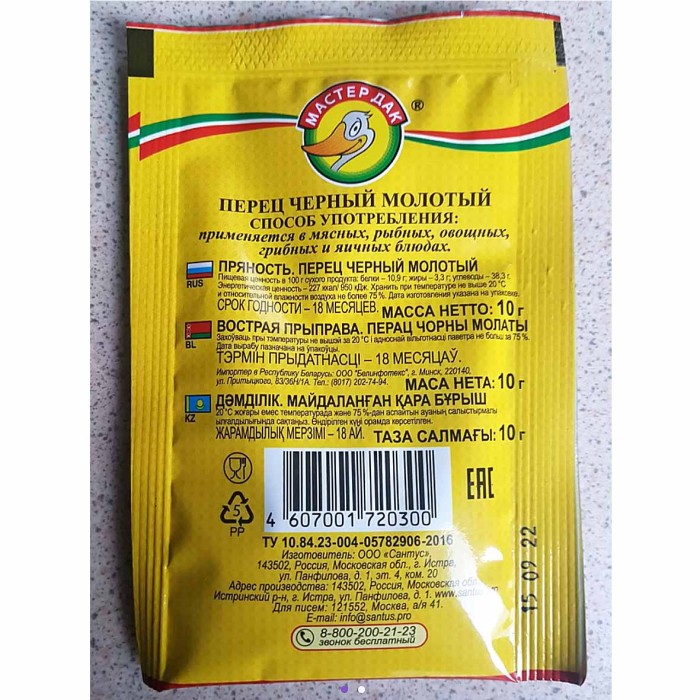 МАСТЕР ДАК
®
ПЕРЕЦ ЧЕРНЫЙ МОЛОТЫЙ
СПОСОБ УПОТРЕБЛЕНИЯ:
применяется в мясных, рыбных, овощных,
грибных и яичных блюдах.
RUS
ПРЯНОСТЬ. ПЕРЕЦ ЧЕРНЫЙ МОЛОТЫЙ
Пищевая ценность в 100 г сухого продукта: белки – 10,9 г; жиры – 3,3 г; углеводы – 38,3 г.
Энергетическая ценность – 227 ккал/ 950 кДж. Хранить при температуре не выше 20 °С
и относительной влажности воздуха не более 75 %. Дата изготовления указана на упаковке.
СРОК ГОДНОСТИ – 18 МЕСЯЦЕВ. МАССА НЕТТО: 10 г
BL
ВОСТРАЯ ПРЫПРАВА. ПЕРАЦ ЧОРНЫ МОЛАТЫ
Захоўваць пры тэмпературы не вышэй за 20 °С і адноснай вільготнасці паветра не больш за 75 %.
Дата вырабу пазначана на ўпакоўцы.
ТЭРМІН ПРЫДАТНАСЦІ – 18 МЕСЯЦАЎ.
Импортер в Республику Беларусь: ООО "Белинфотекс", г. Минск, 220140,
ул. Притыцкого, 83/36Н/1А. Тел.: (8017) 202-74-94. МАСА НЕТА: 10 г
KZ
ДӘМДІЛІК. МАЙДАЛАНҒАН ҚАРА БҰРЫШ
20 °С жоғары емес температурада және 75 %-дан аспайтын ауаның салыстырмалы
ылғалдылығында сақтаңыз. Өндірілген күні орамда көрсетілген.
ЖАРАМДЫЛЫҚ МЕРЗІМІ – 18 АЙ. ТАЗА САЛМАҒЫ: 10 г
5
PP
4 607001 720300
EAC
ТУ 10.84.23-004-05782906-2016
Изготовитель: ООО «Сантус»,
143502, Россия, Московская обл., г. Истра,
ул. Панфилова, д. 1, эт. 4, ком. 20
Адрес производства: 143502, Россия, Московская обл.,
Истринский р-н, г. Истра, ул. Панфилова, д. 1. www.santus.pro
Для писем: 121552, Москва, а/я 41.
E-mail: info@santus.pro
8-800-200-21-23
звонок бесплатный
15 09 22